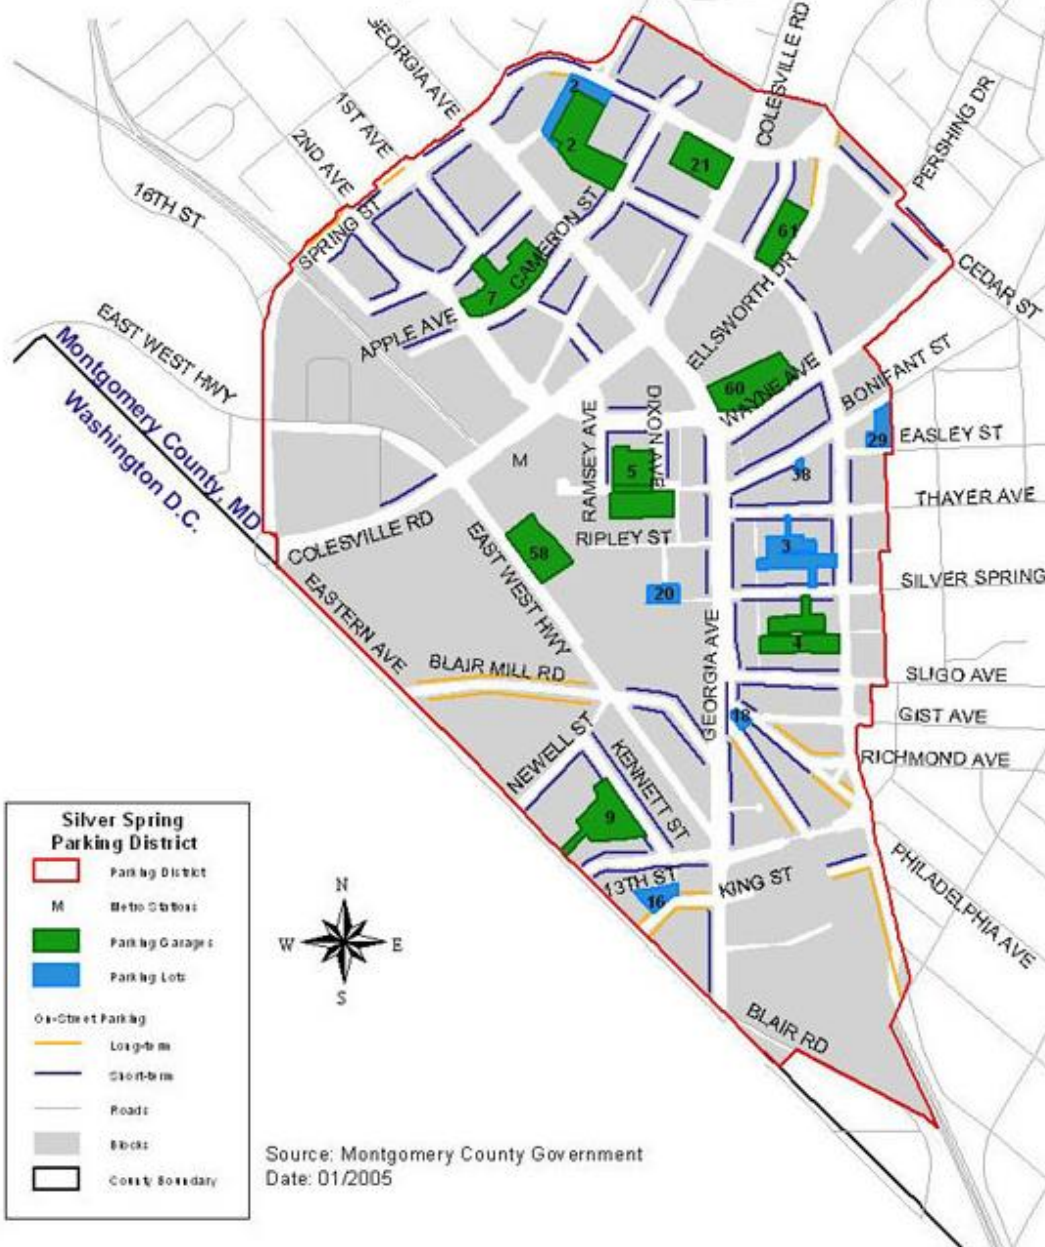 GEORGIA AVE
COLESVILLE RD
1ST AVE
2ND AVE
PERSHING DR
16TH ST
SPRING ST
CAMERON ST
2
2
21
61
7
CEDAR ST
EAST WEST HWY
APPLE AVE
ELLSWORTH DR
Montgomery County, MD
Washington D.C.
60
WAYNE AVE
BONIFANT ST
DIXON AVE
RAMSEY AVE
29
EASLEY ST
M
5
38
THAYER AVE
COLESVILLE RD
58
RIPLEY ST
3
EAST WEST HWY
20
SILVER SPRING
EASTERN AVE
4
GEORGIA AVE
BLAIR MILL RD
SLIGO AVE
18
GIST AVE
NEWELL ST
KENNETT ST
RICHMOND AVE
9
13TH ST
16
KING ST
PHILADELPHIA AVE
BLAIR RD
Silver Spring
Parking District
Parking District
M Metro Stations
Parking Garages
Parking Lots
On-Street Parking
Long-term
Short-term
Roads
Blocks
County Boundary
N
W E
S
Source: Montgomery County Government
Date: 01/2005